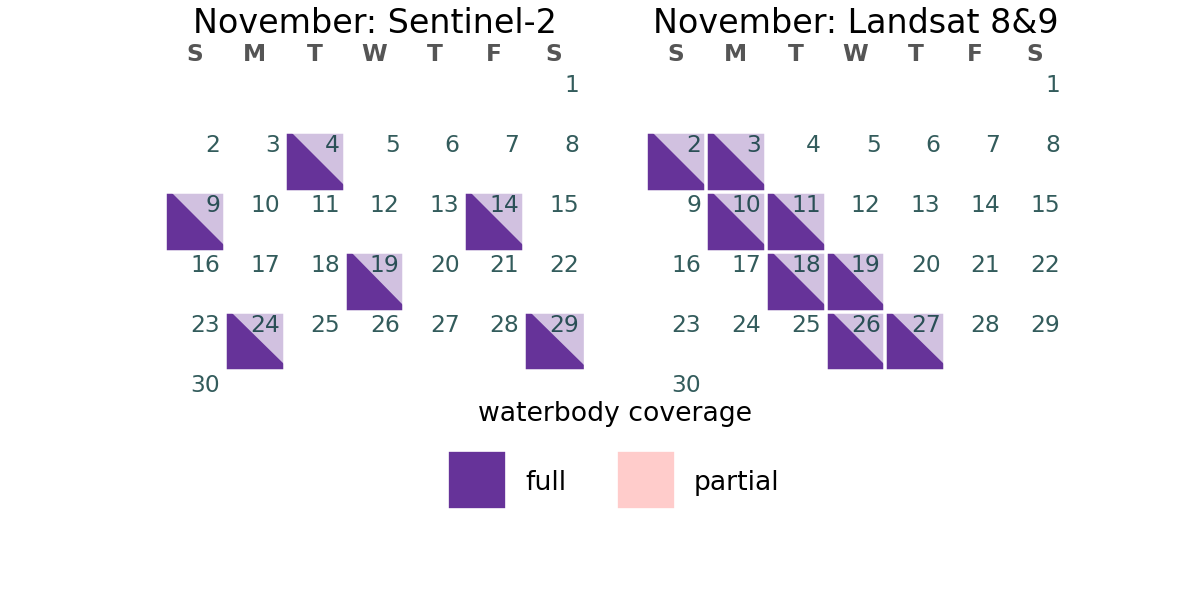 November: Sentinel-2
S M T W T F S
1
2 3 4 5 6 7 8
9 10 11 12 13 14 15
16 17 18 19 20 21 22
23 24 25 26 27 28 29
30
November: Landsat 8&9
S M T W T F S
1
2 3 4 5 6 7 8
9 10 11 12 13 14 15
16 17 18 19 20 21 22
23 24 25 26 27 28 29
30
waterbody coverage
full partial